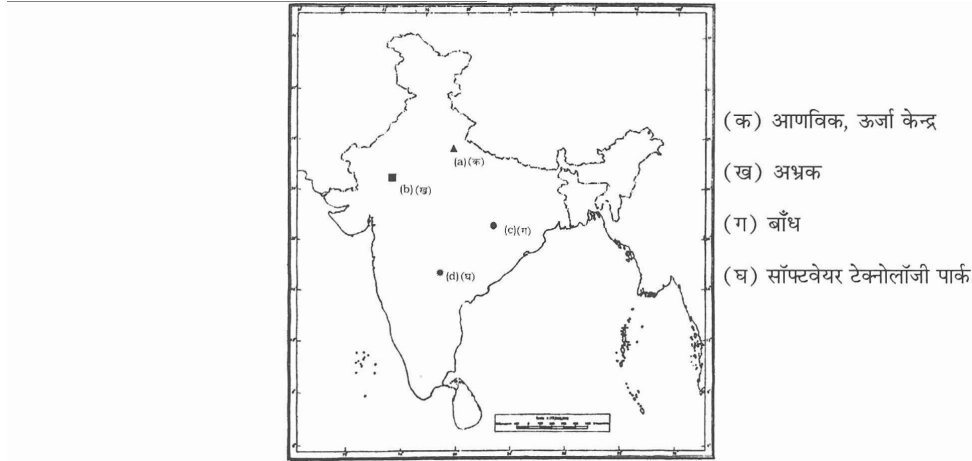 (a) (क)
(b) (ख)
(c) (ग)
(d) (घ)
(क) आणविक, ऊर्जा केन्द्र
(ख) अभ्रक
(ग) बाँध
(घ) सॉफ्टवेयर टेक्नोलॉजी पार्क